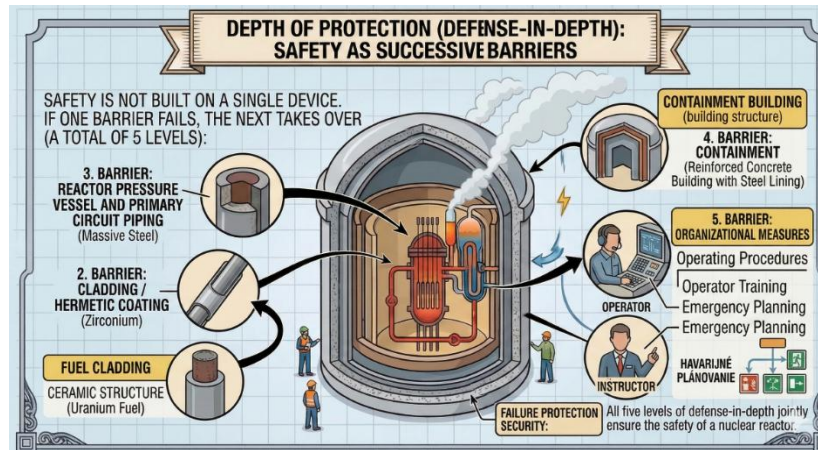 DEPTH OF PROTECTION (DEFENSE-IN-DEPTH):
SAFETY AS SUCCESSIVE BARRIERS
SAFETY IS NOT BUILT ON A SINGLE DEVICE.
IF ONE BARRIER FAILS, THE NEXT TAKES OVER
(A TOTAL OF 5 LEVELS):
3. BARRIER:
REACTOR PRESSURE
VESSEL AND PRIMARY
CIRCUIT PIPING
(Massive Steel)
2. BARRIER:
CLADDING /
HERMETIC COATING
(Zirconium)
FUEL CLADDING
CERAMIC STRUCTURE
(Uranium Fuel)
CONTAINMENT BUILDING
(building structure)
4. BARRIER:
CONTAINMENT
(Reinforced Concrete
Building with Steel Lining)
5. BARRIER:
ORGANIZATIONAL MEASURES
Operating Procedures
Operator Training
Emergency Planning
Emergency Planning
OPERATOR
INSTRUCTOR
HAVARIJNÉ
PLÁNOVANIE
FAILURE PROTECTION
SECURITY:
All five levels of defense-in-depth jointly
ensure the safety of a nuclear reactor.